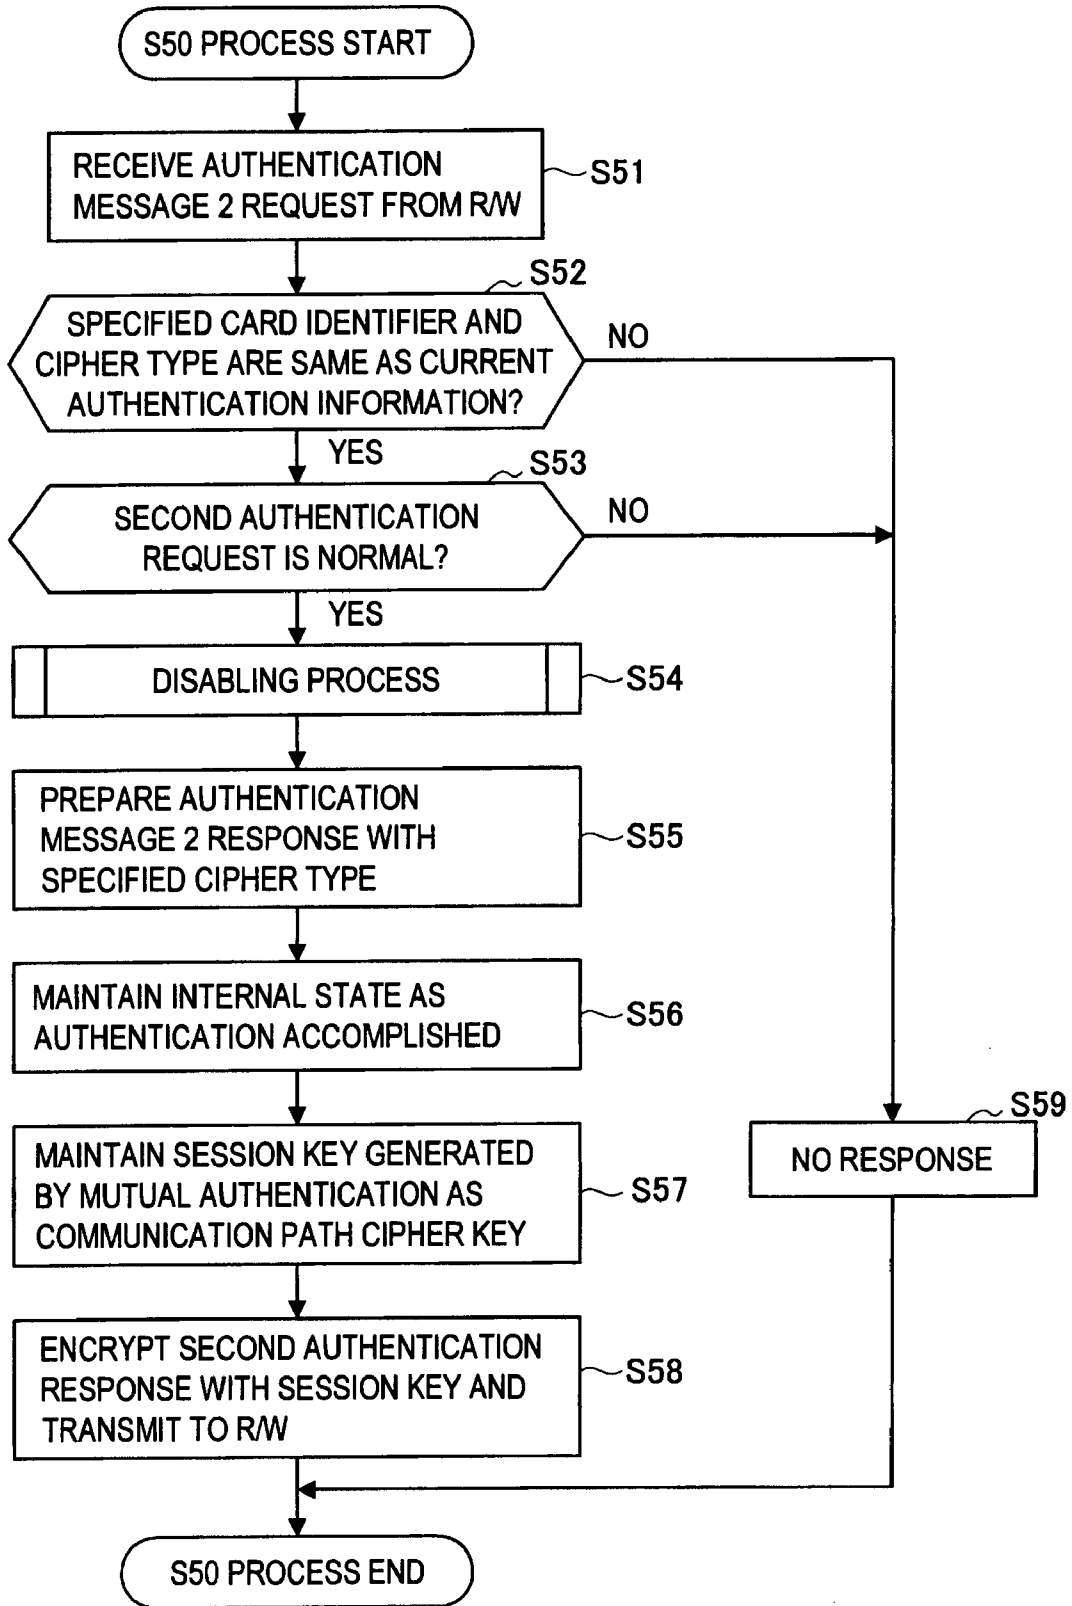 S50 PROCESS START
RECEIVE AUTHENTICATION
MESSAGE 2 REQUEST FROM R/W
S51
S52
SPECIFIED CARD IDENTIFIER AND
CIPHER TYPE ARE SAME AS CURRENT
AUTHENTICATION INFORMATION?
NO
YES
S53
SECOND AUTHENTICATION
REQUEST IS NORMAL?
NO
YES
DISABLING PROCESS
S54
PREPARE AUTHENTICATION
MESSAGE 2 RESPONSE WITH
SPECIFIED CIPHER TYPE
S55
MAINTAIN INTERNAL STATE AS
AUTHENTICATION ACCOMPLISHED
S56
S59
NO RESPONSE
MAINTAIN SESSION KEY GENERATED
BY MUTUAL AUTHENTICATION AS
COMMUNICATION PATH CIPHER KEY
S57
ENCRYPT SECOND AUTHENTICATION
RESPONSE WITH SESSION KEY AND
TRANSMIT TO R/W
S58
S50 PROCESS END